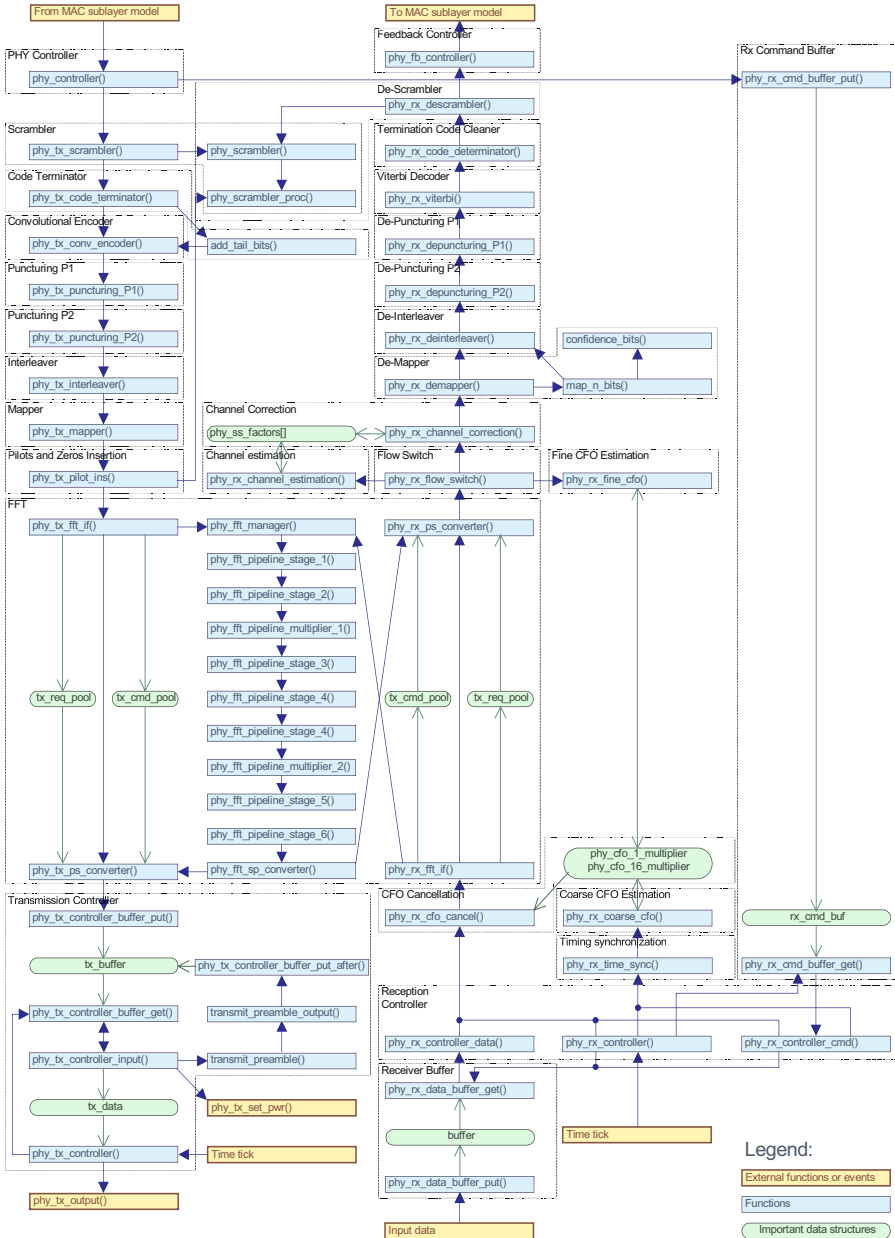 From MAC sublayer model
To MAC sublayer model
Feedback Controller
PHY Controller
phy_fb_controller()
Rx Command Buffer
phy_controller()
phy_rx_cmd_buffer_put()
De-Scrambler
phy_rx_descrambler()
Scrambler
Termination Code Cleaner
phy_tx_scrambler()
phy_scrambler()
phy_rx_code_determinator()
Code Terminator
Viterbi Decoder
phy_tx_code_terminator()
phy_scrambler_proc()
phy_rx_viterbi()
Convolutional Encoder
De-Puncturing P1
phy_tx_conv_encoder()
add_tail_bits()
phy_rx_depuncturing_P1()
Puncturing P1
De-Puncturing P2
phy_tx_puncturing_P1()
phy_rx_depuncturing_P2()
Puncturing P2
De-Interleaver
phy_tx_puncturing_P2()
phy_rx_deinterleaver()
confidence_bits()
Interleaver
De-Mapper
phy_tx_interleaver()
phy_rx_demapper()
map_n_bits()
Mapper
Channel Correction
phy_tx_mapper()
phy_ss_factors[]
phy_rx_channel_correction()
Pilots and Zeros Insertion
Channel estimation
Flow Switch
Fine CFO Estimation
phy_tx_pilot_ins()
phy_rx_channel_estimation()
phy_rx_flow_switch()
phy_rx_fine_cfo()
FFT
phy_tx_fft_if()
phy_fft_manager()
phy_rx_ps_converter()
phy_fft_pipeline_stage_1()
phy_fft_pipeline_stage_2()
phy_fft_pipeline_multiplier_1()
phy_fft_pipeline_stage_3()
tx_req_pool
tx_cmd_pool
phy_fft_pipeline_stage_4()
tx_cmd_pool
tx_req_pool
phy_fft_pipeline_stage_4()
phy_fft_pipeline_multiplier_2()
phy_fft_pipeline_stage_5()
phy_fft_pipeline_stage_6()
phy_cfo_1_multiplier
phy_cfo_16_multiplier
phy_tx_ps_converter()
phy_fft_sp_converter()
phy_rx_fft_if()
Transmission Controller
CFO Cancellation
Coarse CFO Estimation
phy_tx_controller_buffer_put()
phy_rx_cfo_cancel()
phy_rx_coarse_cfo()
rx_cmd_buf
Timing synchronization
tx_buffer
phy_tx_controller_buffer_put_after()
phy_rx_time_sync()
phy_rx_cmd_buffer_get()
Reception
Controller
phy_tx_controller_buffer_get()
transmit_preamble_output()
phy_rx_controller_data()
phy_rx_controller()
phy_rx_controller_cmd()
phy_tx_controller_input()
transmit_preamble()
Receiver Buffer
phy_rx_data_buffer_get()
tx_data
phy_tx_set_pwr()
buffer
Time tick
phy_tx_controller()
Time tick
Legend:
External functions or events
phy_rx_data_buffer_put()
phy_tx_output()
Functions
Input data
Important data structures